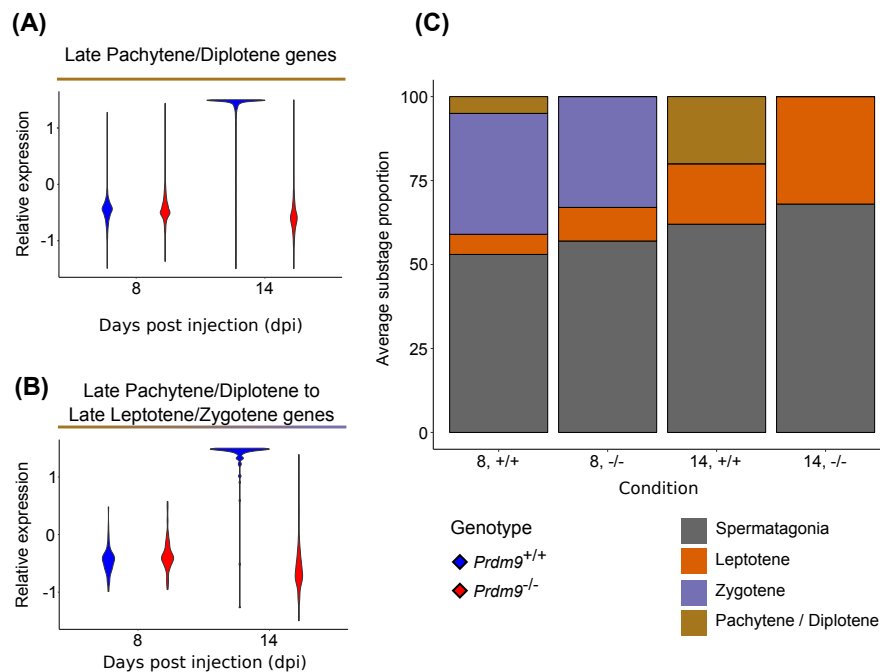 (A)
Late Pachytene/Diplotene genes
Relative expression
1
0
-1
8
14
Days post injection (dpi)
(B)
Late Pachytene/Diplotene to
Late Leptotene/Zygotene genes
Relative expression
1
0
-1
8
14
Days post injection (dpi)
(C)
Average substage proportion
100
75
50
25
0
8, +/+
8, -/-
14, +/+
14, -/-
Condition
Genotype
Prdm9+/+
Prdm9-/-
Spermatagonia
Leptotene
Zygotene
Pachytene / Diplotene